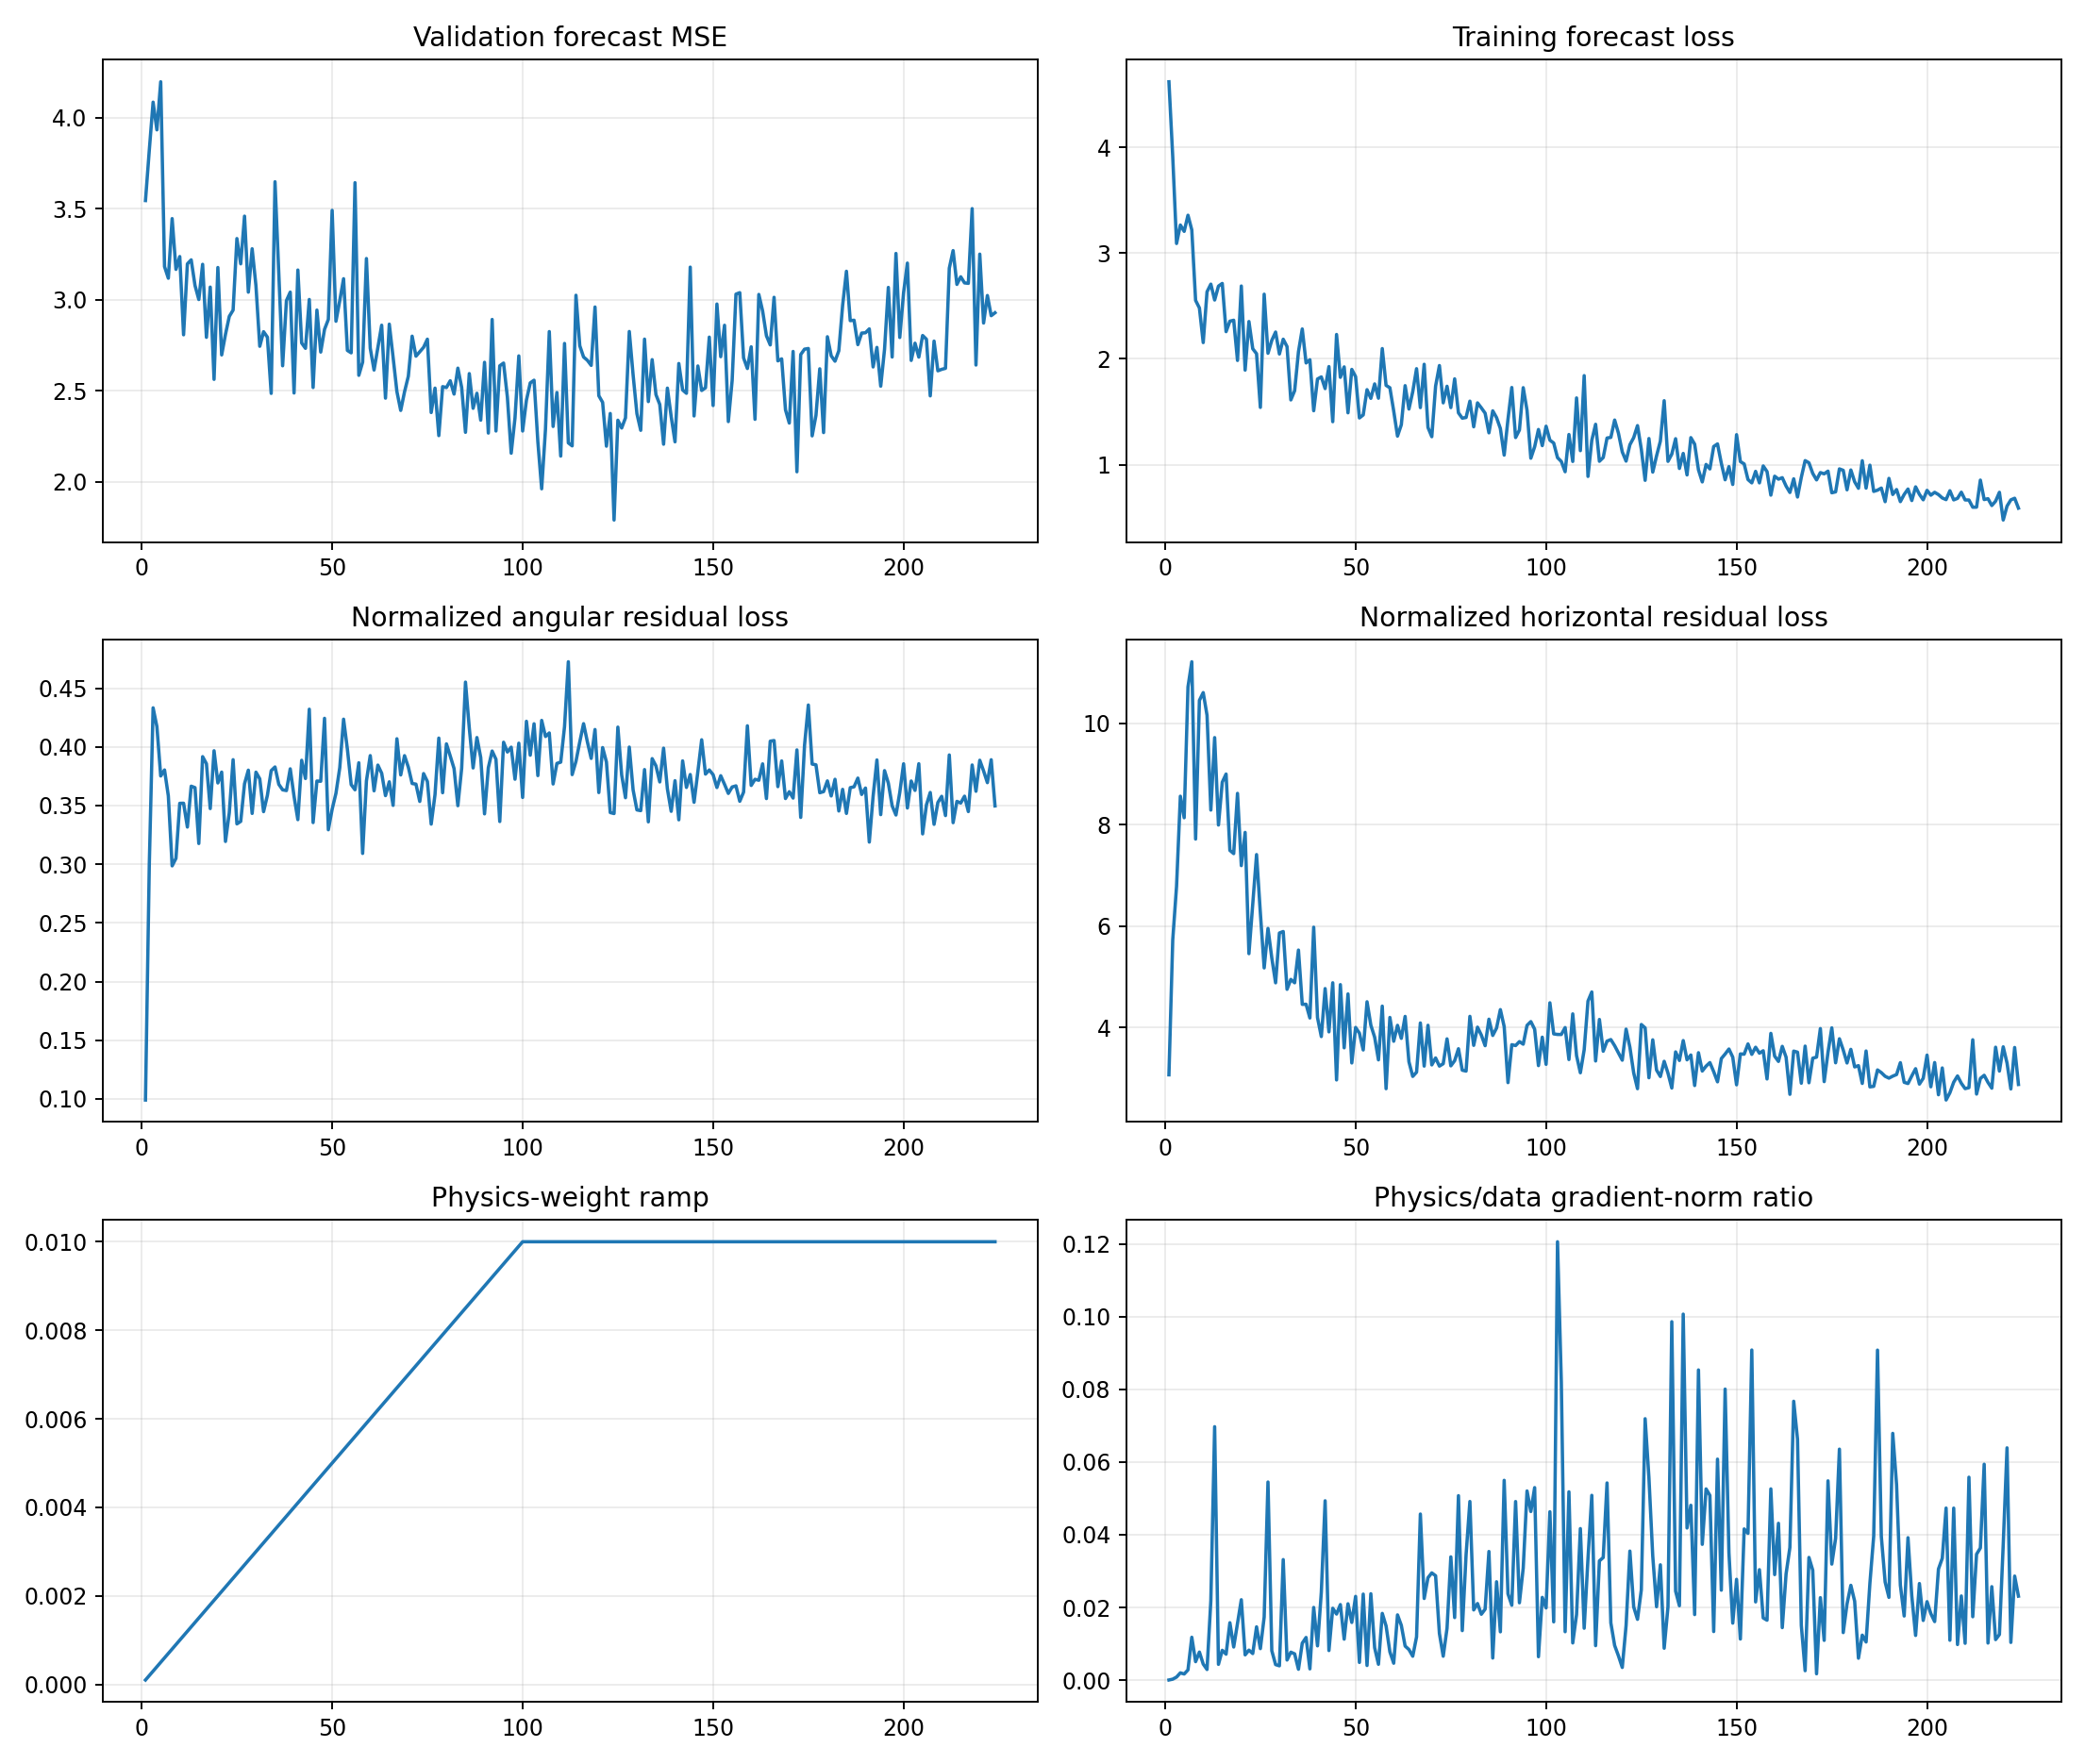 Validation forecast MSE
4.0
3.5
3.0
2.5
2.0
0 50 100 150 200
Training forecast loss
4
3
2
1
0 50 100 150 200
Normalized angular residual loss
0.45
0.40
0.35
0.30
0.25
0.20
0.15
0.10
0 50 100 150 200
Normalized horizontal residual loss
10
8
6
4
0 50 100 150 200
Physics-weight ramp
0.010
0.008
0.006
0.004
0.002
0.000
0 50 100 150 200
Physics/data gradient-norm ratio
0.12
0.10
0.08
0.06
0.04
0.02
0.00
0 50 100 150 200